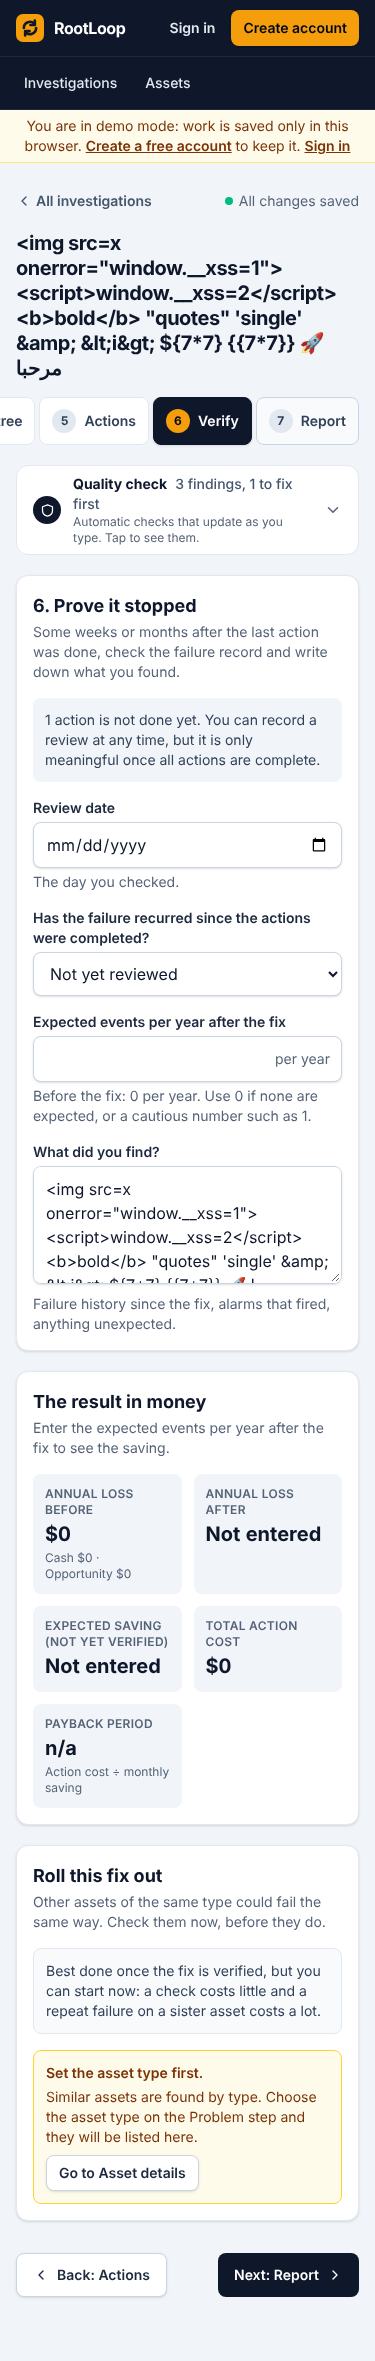 RootLoop
Sign in
Create account
Investigations
Assets
You are in demo mode: work is saved only in this
browser. Create a free account to keep it. Sign in
All investigations
All changes saved
<img src=x
onerror="window.__xss=1">
<script>window.__xss=2</script>
<b>bold</b> "quotes" 'single'
&amp; &lt;i&gt; ${7*7} {{7*7}} 🚀
مرحبا
ree
5 Actions
6 Verify
7 Report
Quality check 3 findings, 1 to fix
first
Automatic checks that update as you
type. Tap to see them.
6. Prove it stopped
Some weeks or months after the last action
was done, check the failure record and write
down what you found.
1 action is not done yet. You can record a
review at any time, but it is only
meaningful once all actions are complete.
Review date
mm/dd/yyyy
The day you checked.
Has the failure recurred since the actions
were completed?
Not yet reviewed
Expected events per year after the fix
per year
Before the fix: 0 per year. Use 0 if none are
expected, or a cautious number such as 1.
What did you find?
<img src=x
onerror="window.__xss=1">
<script>window.__xss=2</script>
<b>bold</b> "quotes" 'single' &amp;
Failure history since the fix, alarms that fired,
anything unexpected.
The result in money
Enter the expected events per year after the
fix to see the saving.
ANNUAL LOSS
BEFORE
$0
Cash $0 ·
Opportunity $0
ANNUAL LOSS
AFTER
Not entered
EXPECTED SAVING
(NOT YET VERIFIED)
Not entered
TOTAL ACTION
COST
$0
PAYBACK PERIOD
n/a
Action cost ÷ monthly
saving
Roll this fix out
Other assets of the same type could fail the
same way. Check them now, before they do.
Best done once the fix is verified, but you
can start now: a check costs little and a
repeat failure on a sister asset costs a lot.
Set the asset type first.
Similar assets are found by type. Choose
the asset type on the Problem step and
they will be listed here.
Go to Asset details
Back: Actions
Next: Report